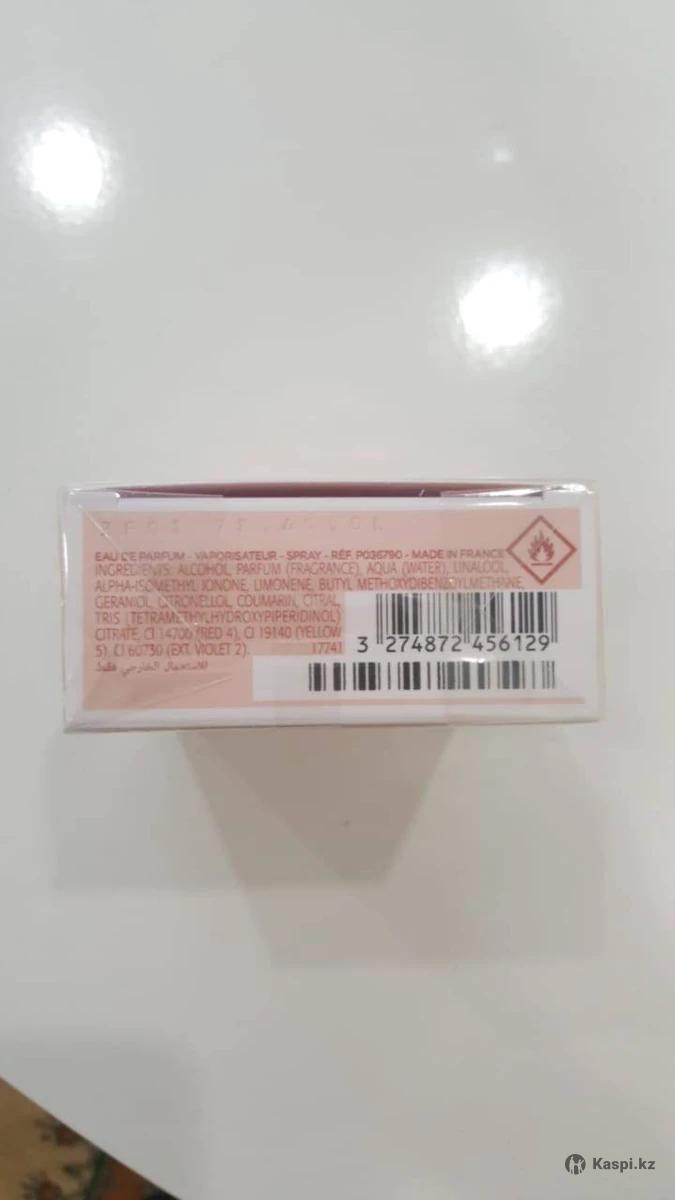 EAU DE PARFUM - VAPORISATEUR - SPRAY - RÉF. P036790 - MADE IN FRANCE
INGREDIENTS: ALCOHOL, PARFUM (FRAGRANCE), AQUA (WATER), LINALOOL,
ALPHA-ISOMETHYL IONONE, LIMONENE, BUTYL METHOXYDIBENZOYLMETHANE,
GERANIOL, CITRONELLOL, COUMARIN, CITRAL,
TRIS (TETRAMETHYLHYDROXYPIPERIDINOL)
CITRATE, CI 14700 (RED 4), CI 19140 (YELLOW
5), CI 60730 (EXT. VIOLET 2). 17741
للاستعمال الخارجي فقط
3 274872 456129
Kaspi.kz